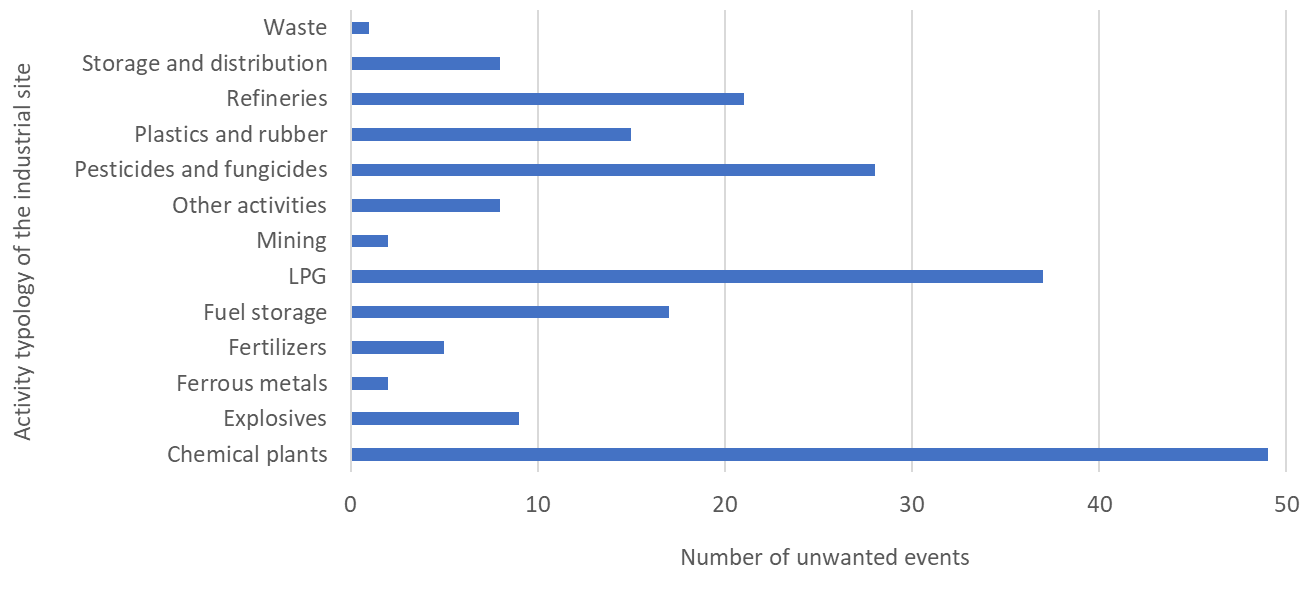 Activity typology of the industrial site
Waste
Storage and distribution
Refineries
Plastics and rubber
Pesticides and fungicides
Other activities
Mining
LPG
Fuel storage
Fertilizers
Ferrous metals
Explosives
Chemical plants
0 10 20 30 40 50
Number of unwanted events